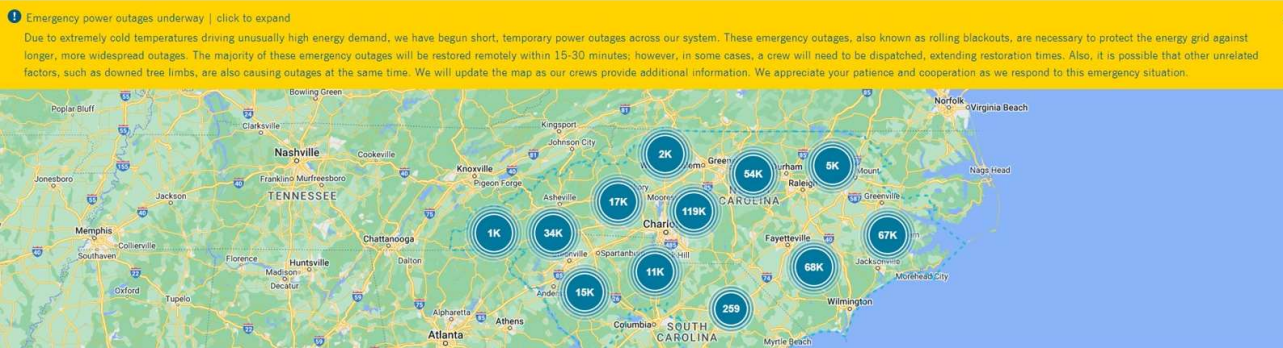 ! Emergency power outages underway | click to expand
Due to extremely cold temperatures driving unusually high energy demand, we have begun short, temporary power outages across our system. These emergency outages, also known as rolling blackouts, are necessary to protect the energy grid against
longer, more widespread outages. The majority of these emergency outages will be restored remotely within 15-30 minutes; however, in some cases, a crew will need to be dispatched, extending restoration times. Also, it is possible that other unrelated
factors, such as downed tree limbs, are also causing outages at the same time. We will update the map as our crews provide additional information. We appreciate your patience and cooperation as we respond to this emergency situation.
Bowling Green
Poplar Bluff
Norfolk
Virginia Beach
Clarksville
Kingsport
Johnson City
Nashville
Cookeville
2K
Green
54K
urham
5K
Mount
Knoxville
Jonesboro
Franklin
Murfreesboro
Pigeon Forge
Raleigh
Nags Head
Jackson
TENNESSEE
Asheville
17K
Moore
119K
CAROLINA
Greenville
Memphis
Collierville
Southaven
Chattanooga
1K
34K
Charl
Fayetteville
67K
Florence
Huntsville
Dalton
Spartanb
Hill
Jacksonville
Madison
Decatur
11K
68K
Morehead City
Oxford
Tupelo
Ander
15K
Wilmington
Alpharetta
Athens
259
Atlanta
Columbia
SOUTH
CAROLINA
Myrtle Beach